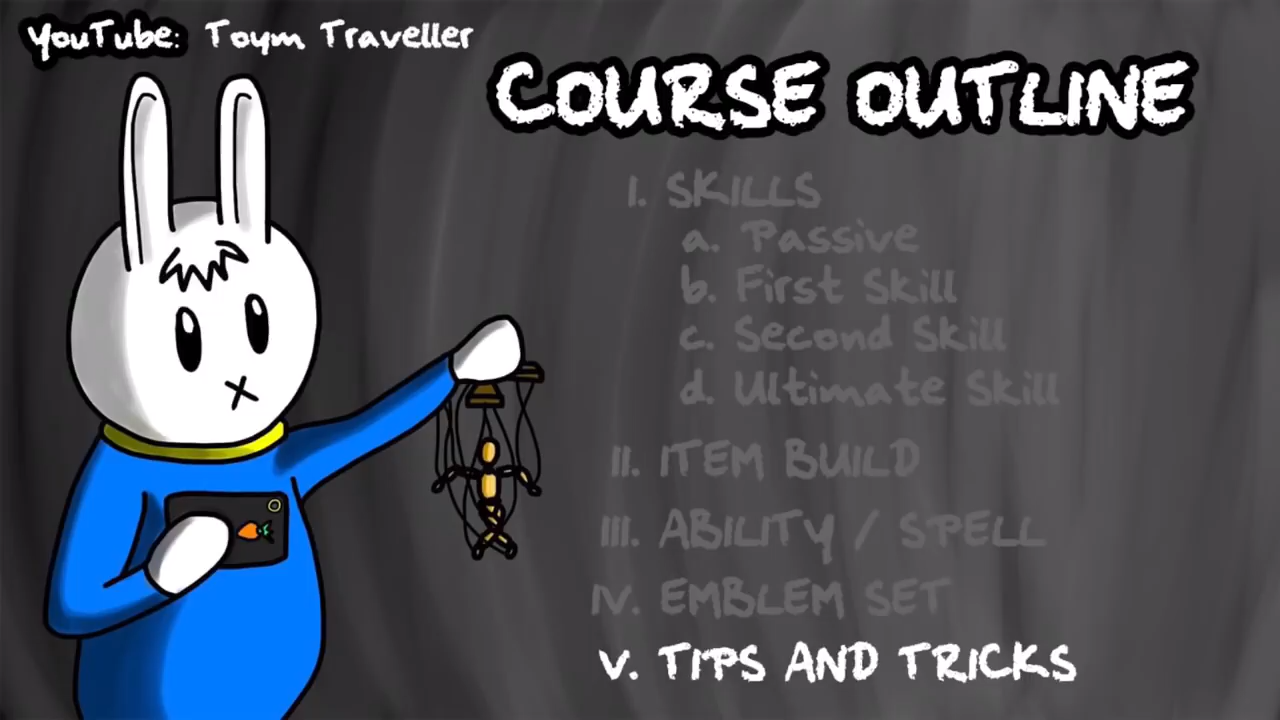 YouTube: Toym Traveller
COURSE OUTLINE
I. SKILLS
a. Passive
b. First Skill
c. Second Skill
d. Ultimate Skill
II. ITEM BUILD
III. ABILITY / SPELL
IV. EMBLEM SET
V. TIPS AND TRICKS